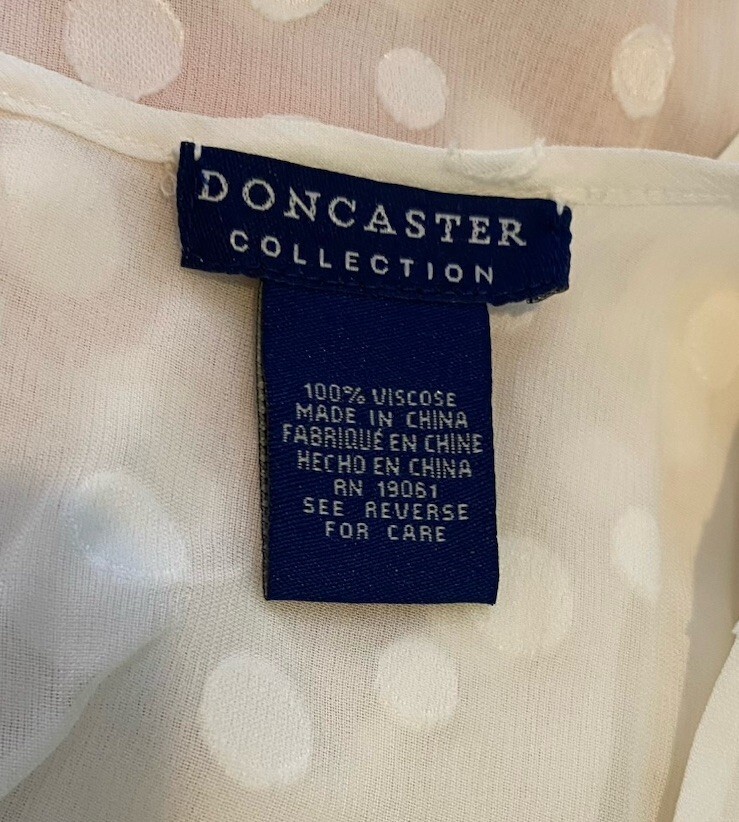 DONCASTER
COLLECTION
100% VISCOSE
MADE IN CHINA
FABRIQUÉ EN CHINE
HECHO EN CHINA
RN 19061
SEE REVERSE
FOR CARE